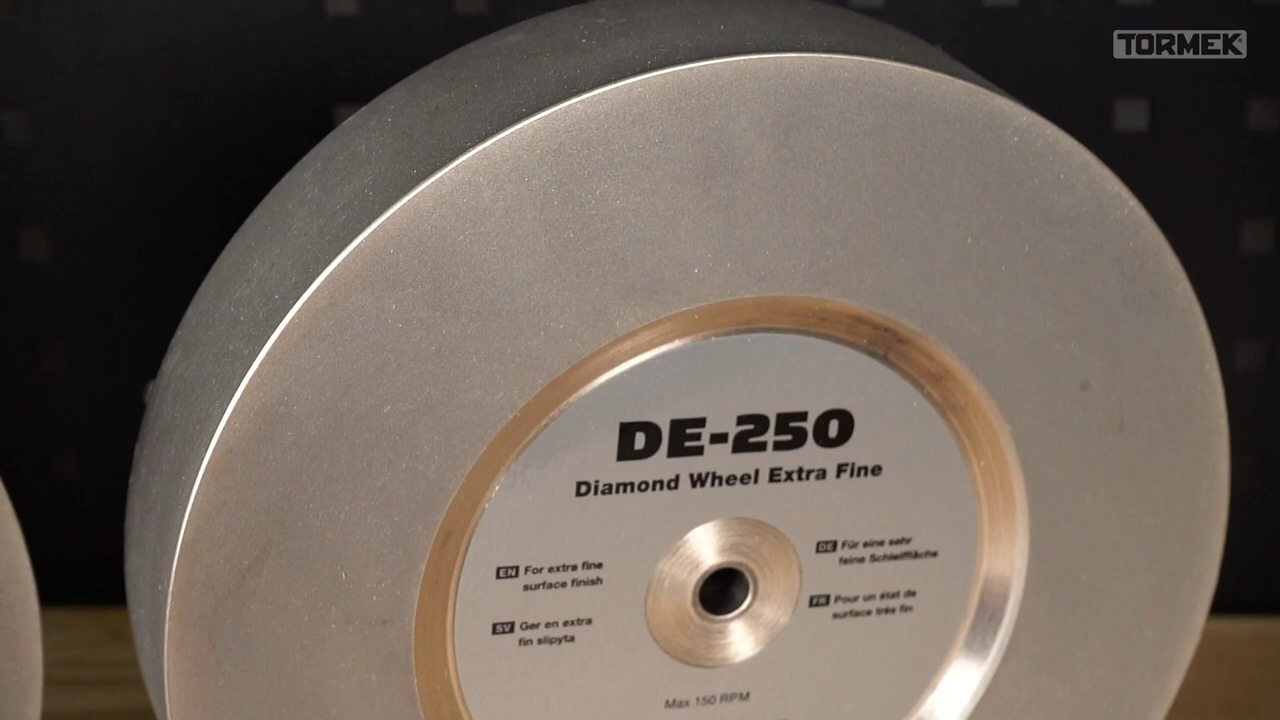 TORMEK
DE-250
Diamond Wheel Extra Fine
EN For extra fine
surface finish
SV Ger en extra
fin slipyta
DE Für eine sehr
feine Schleiffläche
FR Pour un état de
surface très fin
Max 150 RPM